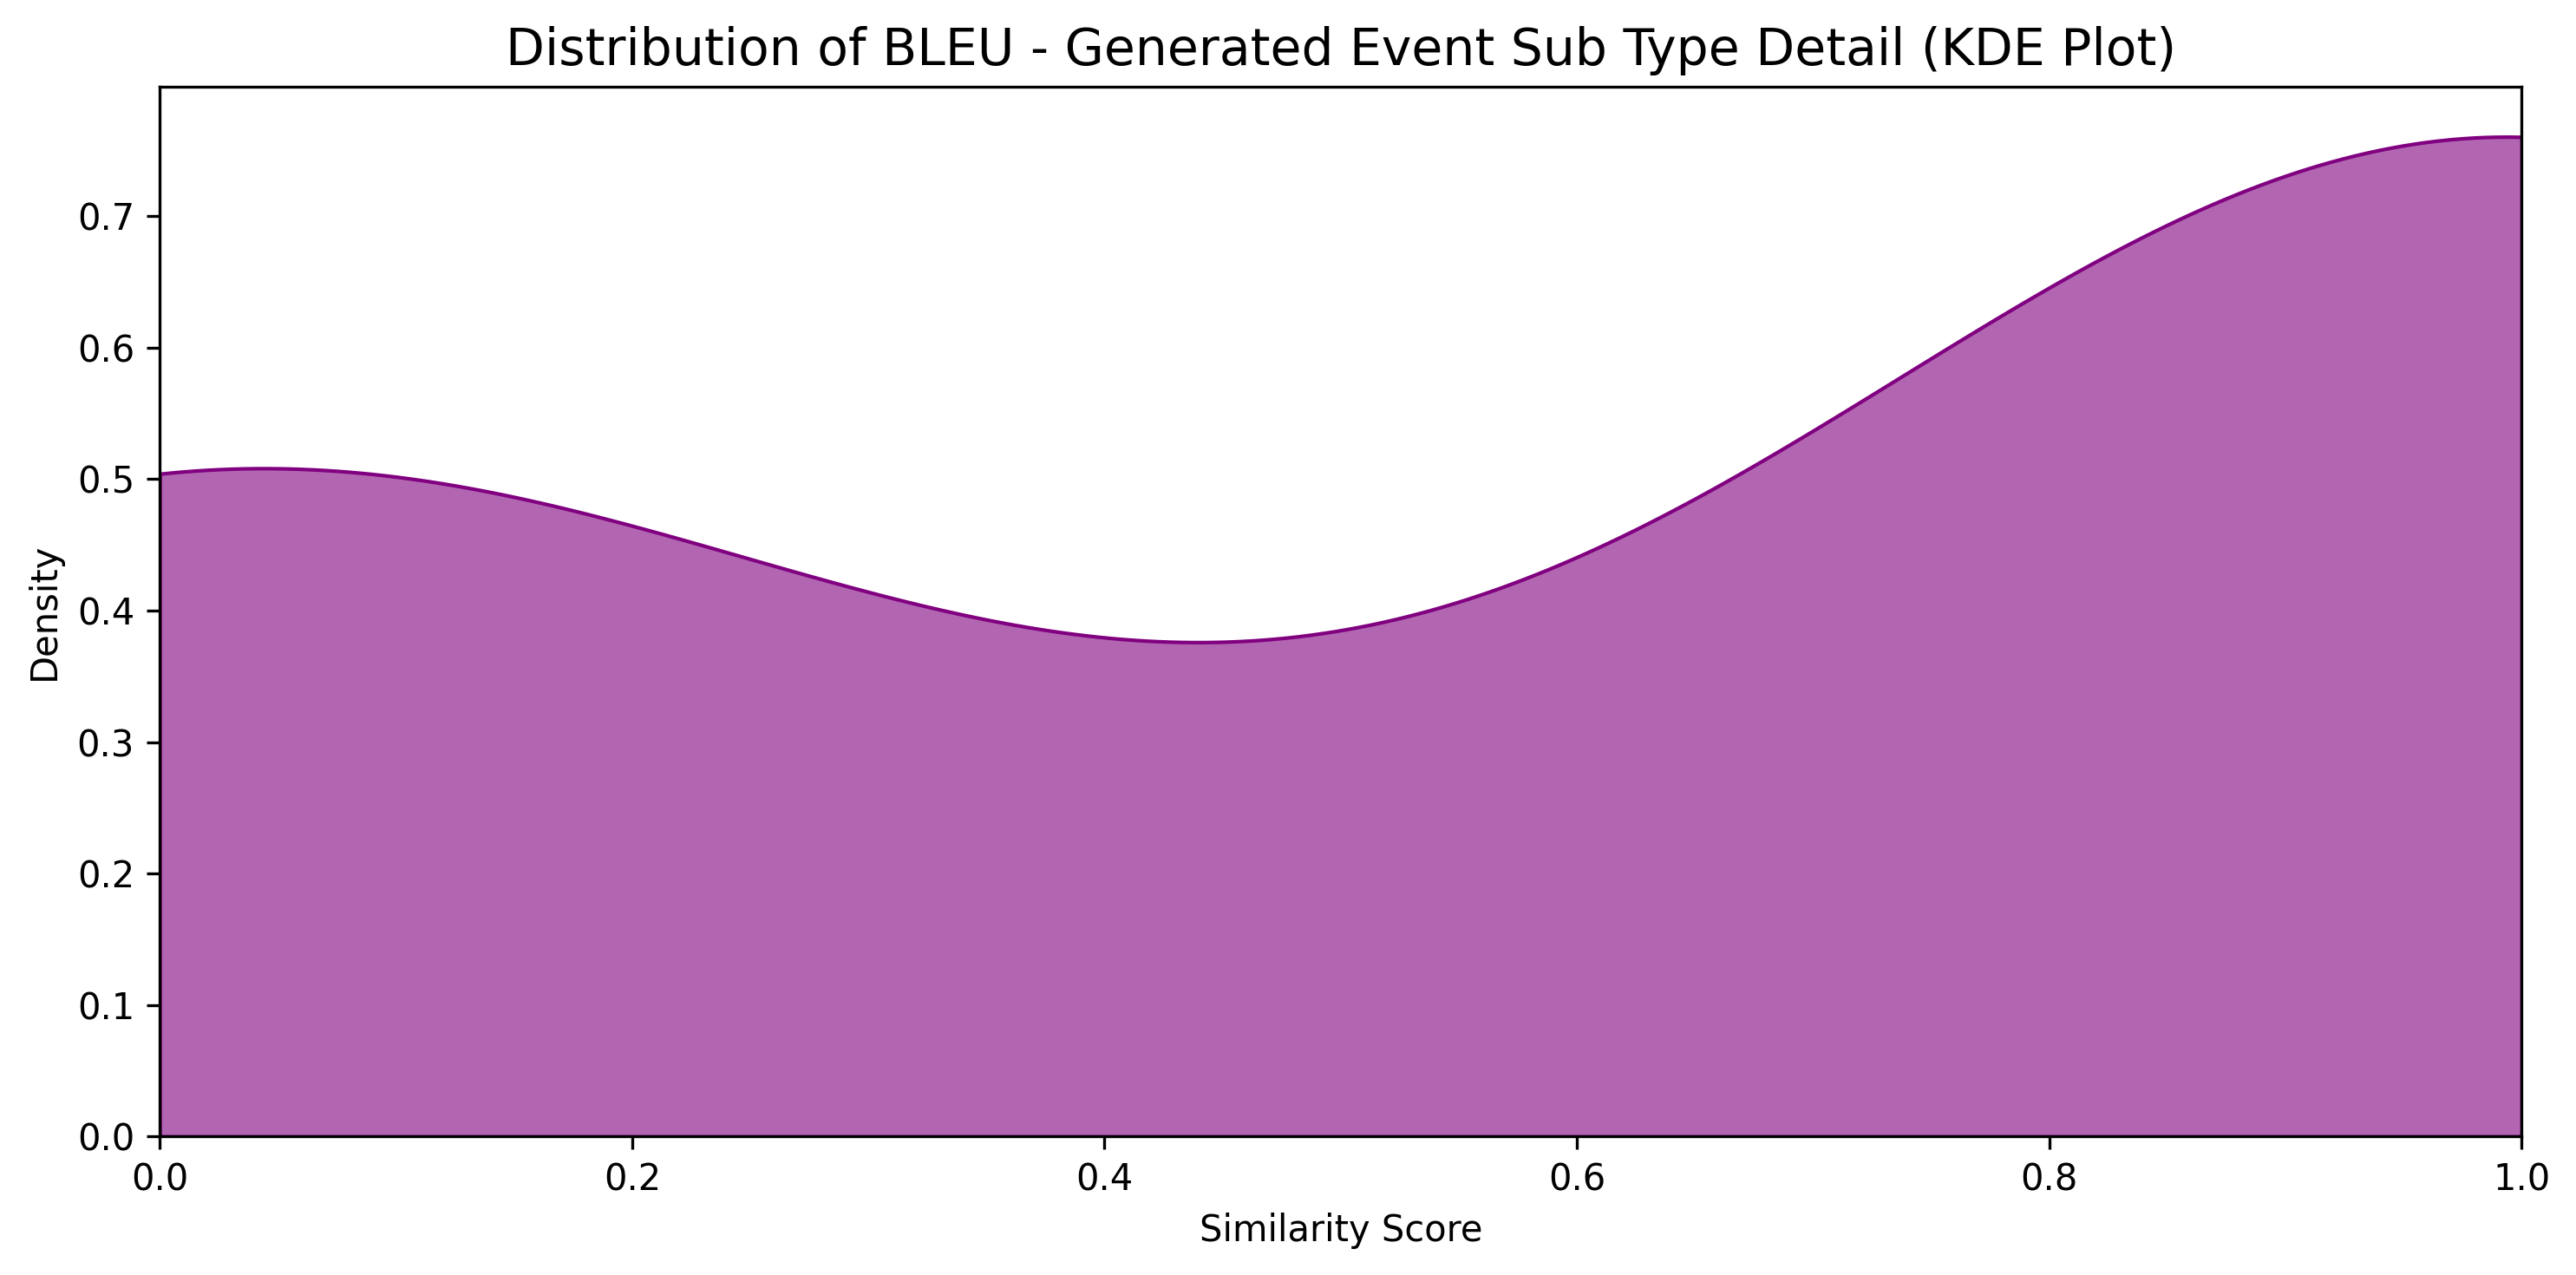 Distribution of BLEU - Generated Event Sub Type Detail (KDE Plot)
Density
0.7
0.6
0.5
0.4
0.3
0.2
0.1
0.0
0.0 0.2 0.4 0.6 0.8 1.0
Similarity Score